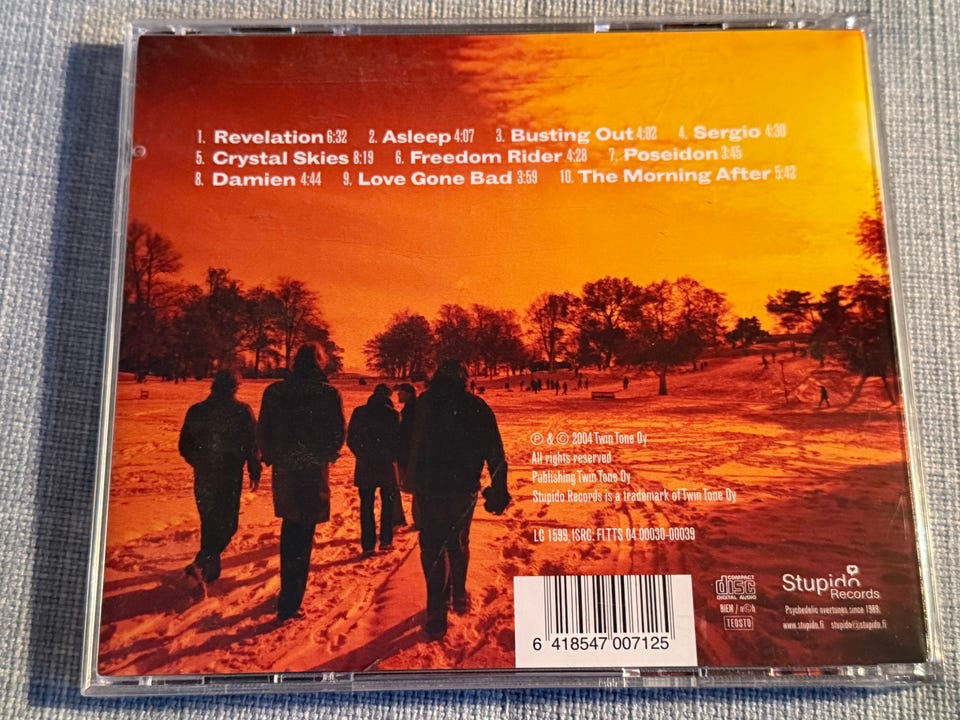 1. Revelation 6:32 2. Asleep 4:07 3. Busting Out 4:02 4. Sergio 4:30
5. Crystal Skies 8:19 6. Freedom Rider 4:28 7. Poseidon 3:45
8. Damien 4:44 9. Love Gone Bad 3:59 10. The Morning After 5:42
Ⓟ & © 2004 Twin Tone Oy
All rights reserved
Publishing Twin Tone Oy
Stupido Records is a trademark of Twin Tone Oy
LC 1599, ISRC: FITTS 04 00030-00039
6 418547 007125
COMPACT
disc
DIGITAL AUDIO
BIEM / n©b
TEOSTO
Stupido
Records
Psychedelic overtunes since 1989.
www.stupido.fi stupido@stupido.fi